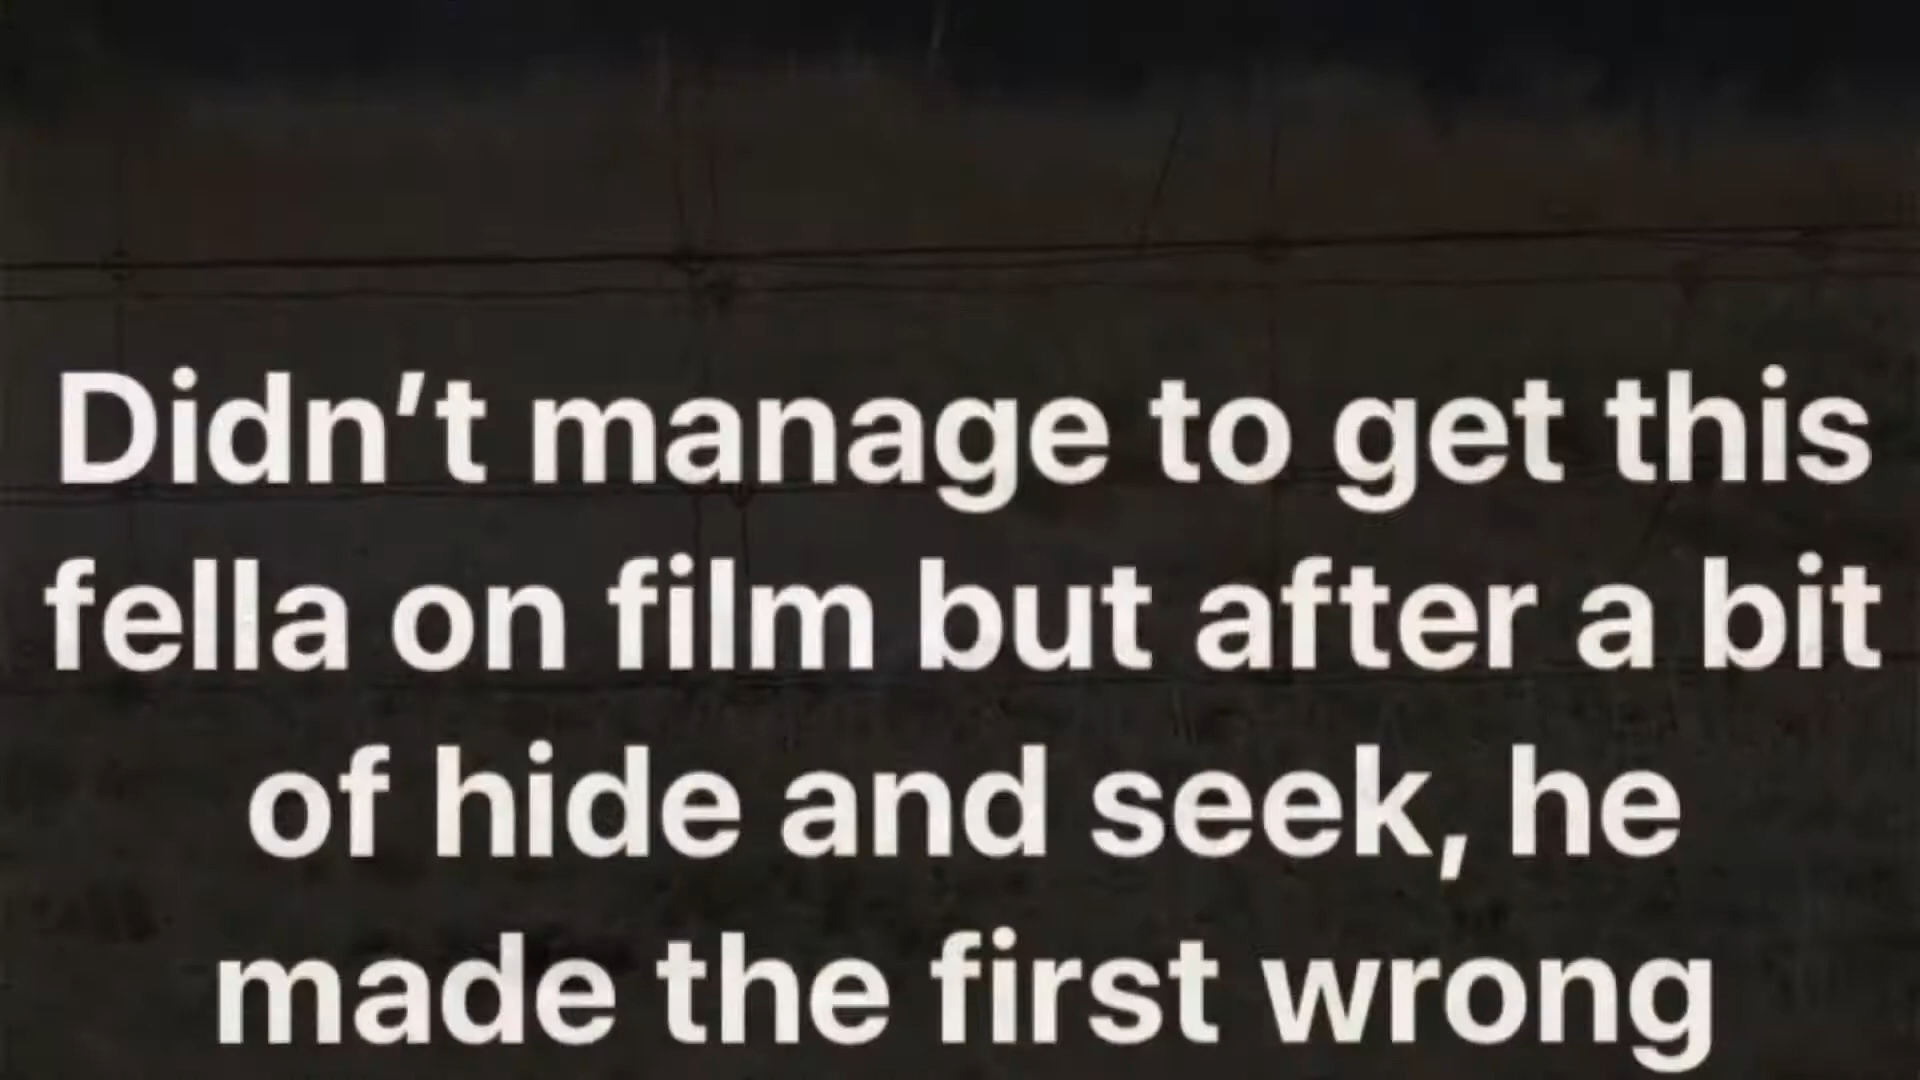 Didn’t manage to get this
fella on film but after a bit
of hide and seek, he
made the first wrong